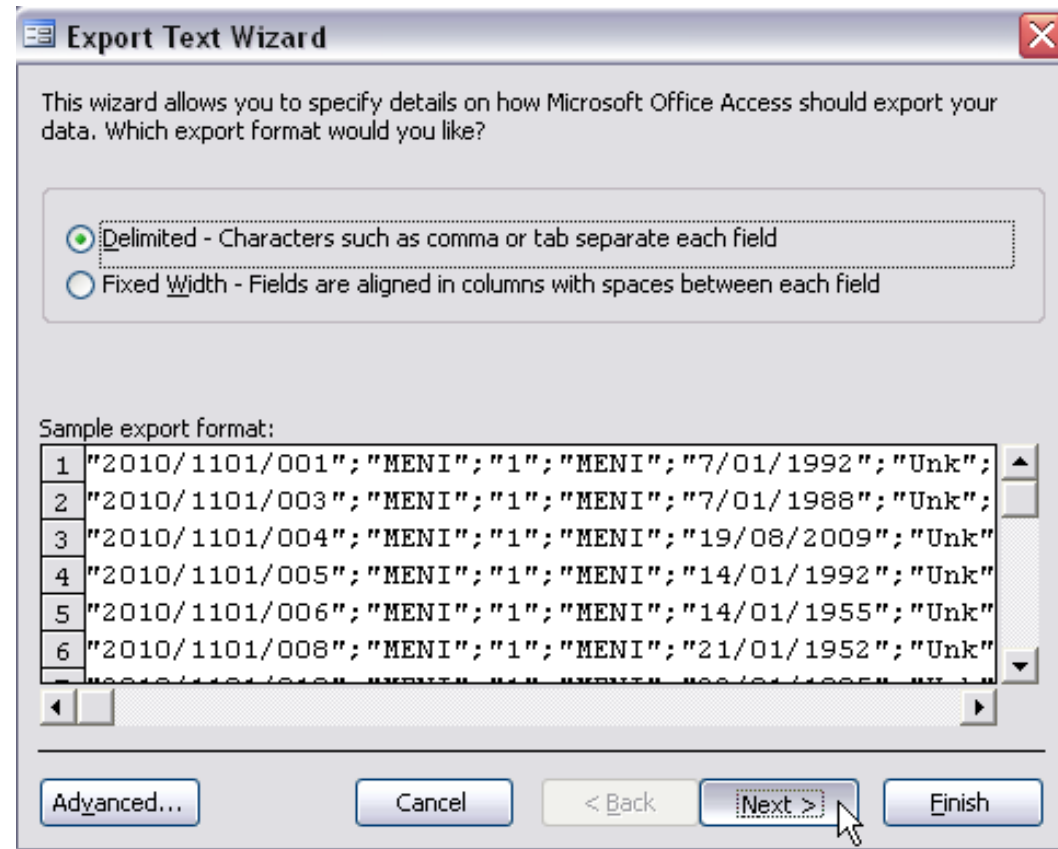 Export Text Wizard
This wizard allows you to specify details on how Microsoft Office Access should export your
data. Which export format would you like?
Delimited - Characters such as comma or tab separate each field
Fixed Width - Fields are aligned in columns with spaces between each field
Sample export format:
1 "2010/1101/001";"MENI";"1";"MENI";"7/01/1992";"Unk";
2 "2010/1101/003";"MENI";"1";"MENI";"7/01/1988";"Unk";
3 "2010/1101/004";"MENI";"1";"MENI";"19/08/2009";"Unk"
4 "2010/1101/005";"MENI";"1";"MENI";"14/01/1992";"Unk"
5 "2010/1101/006";"MENI";"1";"MENI";"14/01/1955";"Unk"
6 "2010/1101/008";"MENI";"1";"MENI";"21/01/1952";"Unk"
Advanced... Cancel < Back Next > Finish